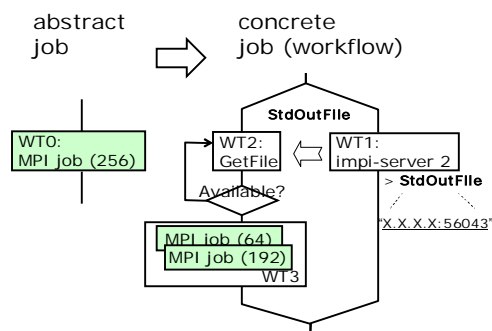 abstract
job
concrete
job (workflow)
StdOutFIle
WT0:
MPI job (256)
WT2:
GetFile
WT1:
impi-server 2
> StdOutFIle
Available?
"X.X.X.X:56043"
MPI job (64)
MPI job (192)
WT3